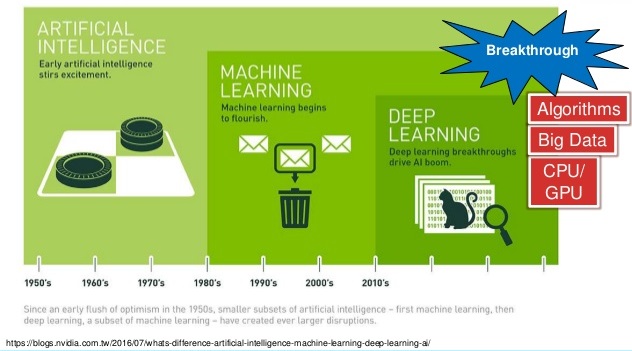 ARTIFICIAL
INTELLIGENCE
Early artificial intelligence
stirs excitement.
MACHINE
LEARNING
Machine learning begins
to flourish.
DEEP
LEARNING
Deep learning breakthroughs
drive AI boom.
Breakthrough
Algorithms
Big Data
CPU/
GPU
1950's 1960's 1970's 1980's 1990's 2000's 2010's
Since an early flush of optimism in the 1950s, smaller subsets of artificial intelligence – first machine learning, then
deep learning, a subset of machine learning – have created ever larger disruptions.
https://blogs.nvidia.com.tw/2016/07/whats-difference-artificial-intelligence-machine-learning-deep-learning-ai/